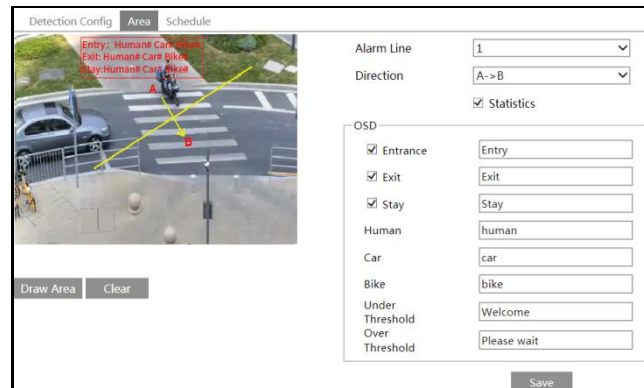 Detection Config Area Schedule
Entry: Human# Car# Bike#
Exit: Human# Car# Bike#
Stay:Human# Car# Bike#
A
B
Draw Area Clear
Alarm Line 1
Direction A->B
Statistics
OSD
Entrance Entry
Exit Exit
Stay Stay
Human human
Car car
Bike bike
Under Threshold Welcome
Over Threshold Please wait
Save